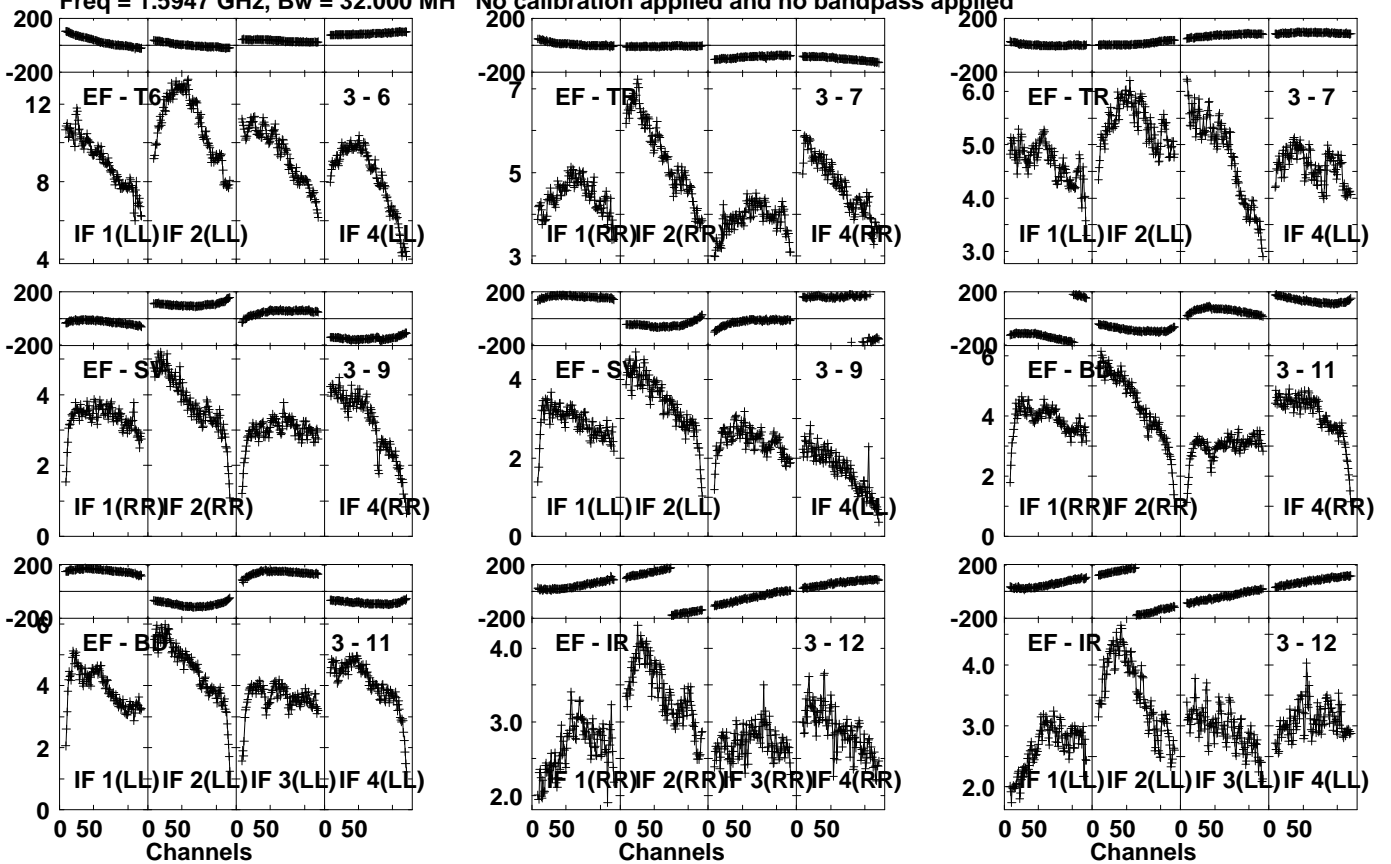 Freq = 1.5947 GHz, Bw = 32.000 MH No calibration applied and no bandpass applied
200 200 200
-200 -200 -200
EF - T6 3 - 6 EF - TR 3 - 7 EF - TR 3 - 7
12 7 6.0
5.0
8 5 4.0
IF 1(LL) IF 2(LL) IF 4(LL) IF 1(RR) IF 2(RR) IF 4(RR) IF 1(LL) IF 2(LL) IF 4(LL)
4 3 3.0
200 200 200
-200 -200 -200
EF - SV 3 - 9 EF - SV 3 - 9 EF - BD 3 - 11
6
4 4 4
2 2 2
IF 1(RR) IF 2(RR) IF 4(RR) IF 1(LL) IF 2(LL) IF 4(LL) IF 1(RR) IF 2(RR) IF 4(RR)
0 0 0
200 200 200
-200 -200 -200
6
EF - BD 3 - 11 EF - IR 3 - 12 EF - IR 3 - 12
4.0 4.0
4
3.0 3.0
2
IF 1(LL) IF 2(LL) IF 3(LL) IF 4(LL) IF 1(RR) IF 2(RR) IF 3(RR) IF 4(RR) IF 1(LL) IF 2(LL) IF 3(LL) IF 4(LL)
0 2.0 2.0
0 50 0 50 0 50 0 50 0 50 0 50 0 50 0 50 0 50 0 50 0 50 0 50
Channels Channels Channels